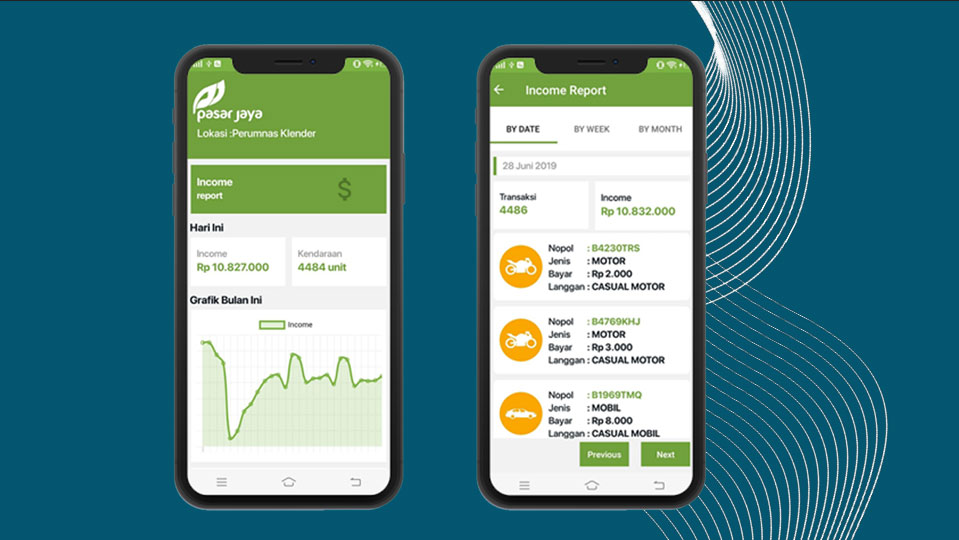 pasar jaya
Lokasi :Perumnas Klender
Income
report
Hari Ini
Income
Rp 10.827.000
Kendaraan
4484 unit
Grafik Bulan Ini
Income
Income Report
BY DATE
BY WEEK
BY MONTH
28 Juni 2019
Transaksi
4486
Income
Rp 10.832.000
Nopol : B4230TRS
Jenis : MOTOR
Bayar : Rp 2.000
Langgan : CASUAL MOTOR
Nopol : B4769KHJ
Jenis : MOTOR
Bayar : Rp 3.000
Langgan : CASUAL MOTOR
Nopol : B1969TMQ
Jenis : MOBIL
Bayar : Rp 8.000
Langgan : CASUAL MOBIL
Previous
Next